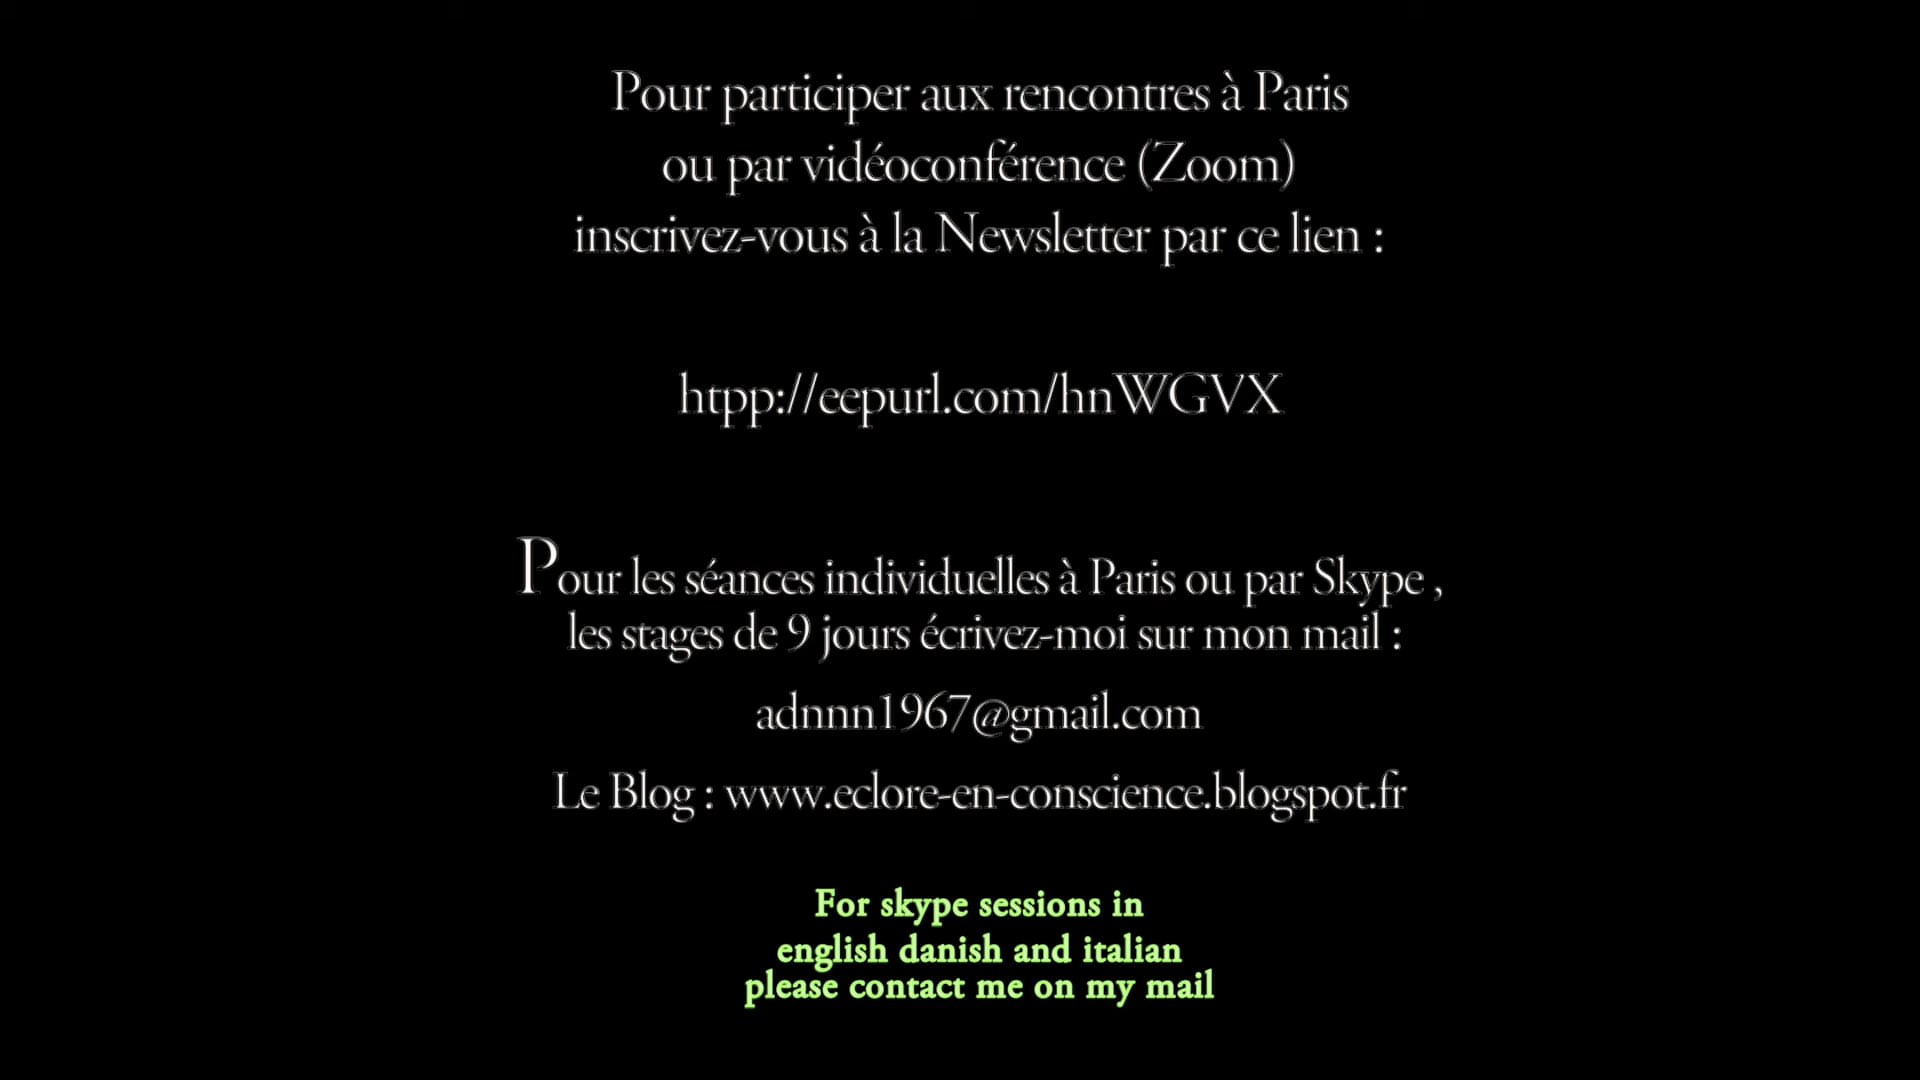 Pour participer aux rencontres à Paris
ou par vidéoconférence (Zoom)
inscrivez-vous à la Newsletter par ce lien :
htpp://eepurl.com/hnWGVX
Pour les séances individuelles à Paris ou par Skype ,
les stages de 9 jours écrivez-moi sur mon mail :
adnnn1967@gmail.com
Le Blog : www.eclore-en-conscience.blogspot.fr
For skype sessions in
english danish and italian
please contact me on my mail